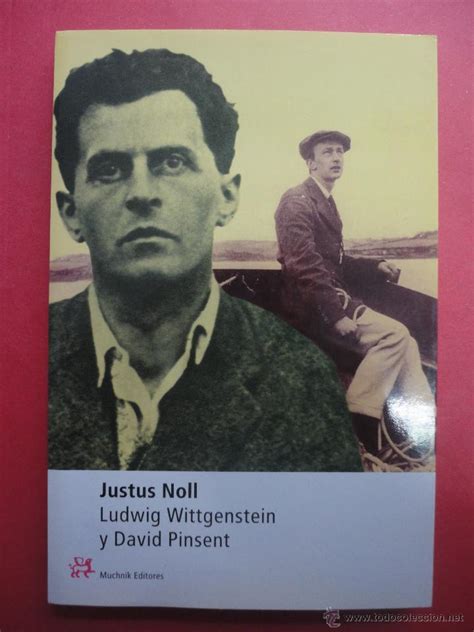 Justus Noll
Ludwig Wittgenstein
y David Pinsent
Muchnik Editores
© www.todocoleccion.net